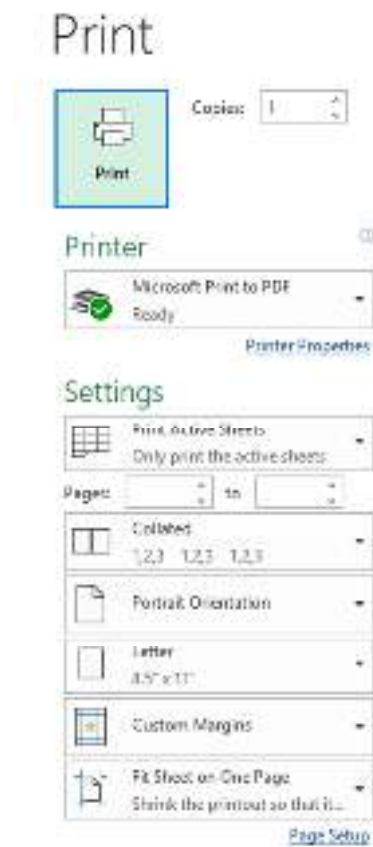 Print
Copies: 1
Print
Printer
Microsoft Print to PDF
Ready
Printer Properties
Settings
Print Active Sheets
Only print the active sheets
Pages: to
Collated
1,2,3 1,2,3 1,2,3
Portrait Orientation
Letter
8.5" x 11"
Custom Margins
Fit Sheet on One Page
Shrink the printout so that it...
Page Setup